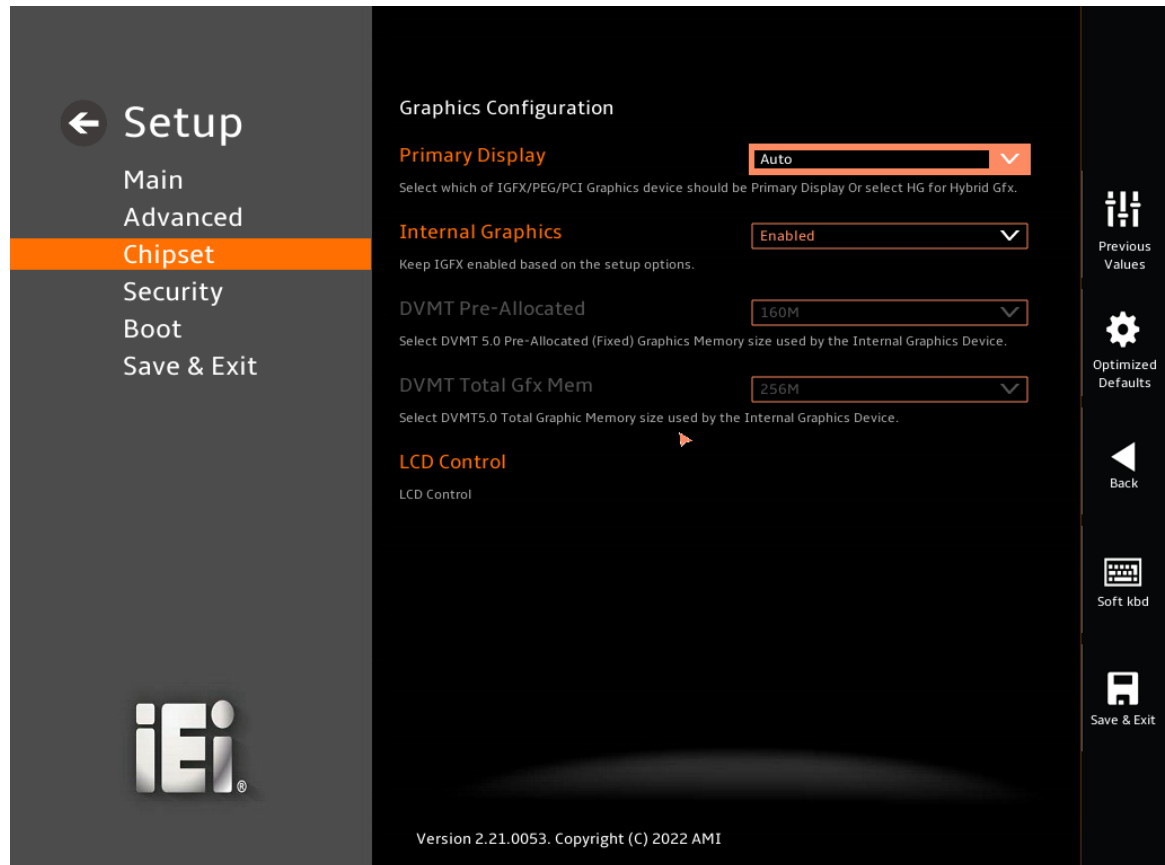 Setup
Main
Advanced
Chipset
Security
Boot
Save & Exit
iEi®
Graphics Configuration
Primary Display
Auto
Select which of IGFX/PEG/PCI Graphics device should be Primary Display Or select HG for Hybrid Gfx.
Internal Graphics
Enabled
Keep IGFX enabled based on the setup options.
DVMT Pre-Allocated
160M
Select DVMT 5.0 Pre-Allocated (Fixed) Graphics Memory size used by the Internal Graphics Device.
DVMT Total Gfx Mem
256M
Select DVMT5.0 Total Graphic Memory size used by the Internal Graphics Device.
LCD Control
LCD Control
Version 2.21.0053. Copyright (C) 2022 AMI
Previous
Values
Optimized
Defaults
Back
Soft kbd
Save & Exit